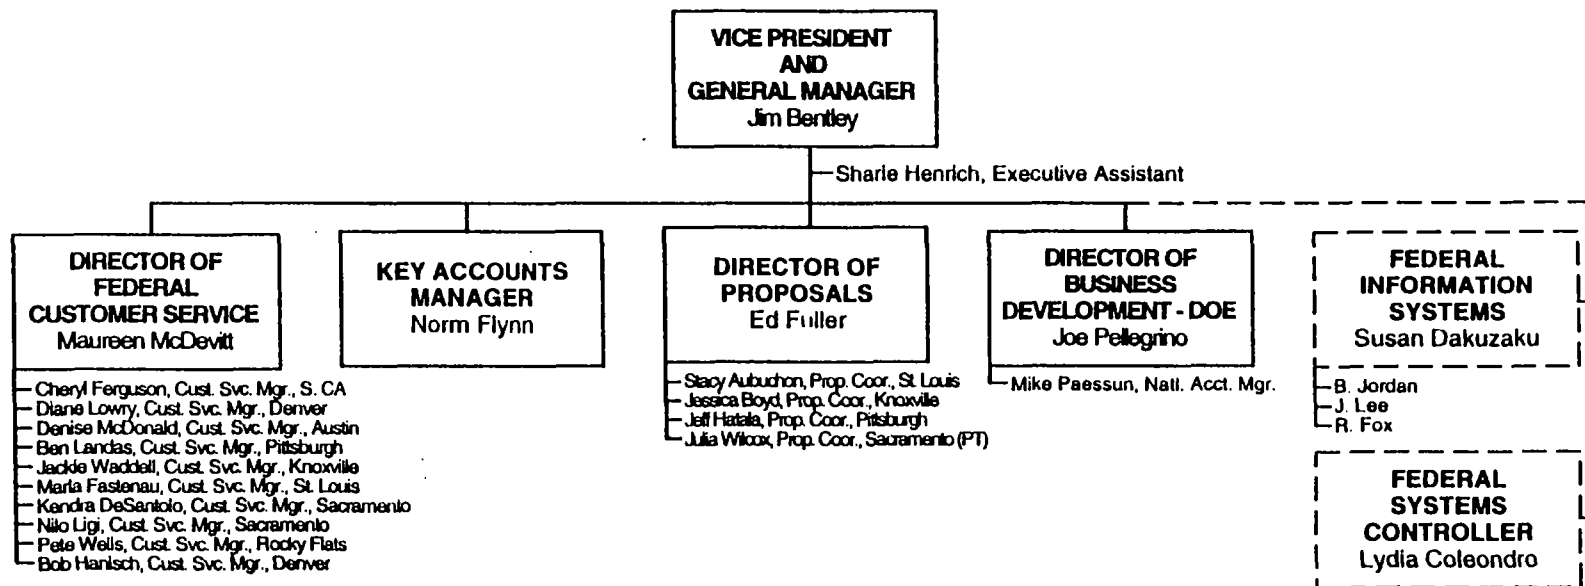 VICE PRESIDENT
AND
GENERAL MANAGER
Jim Bentley
Sharie Henrich, Executive Assistant
DIRECTOR OF
FEDERAL
CUSTOMER SERVICE
Maureen McDevitt
Cheryl Ferguson, Cust. Svc. Mgr., S. CA
Diane Lowry, Cust. Svc. Mgr., Denver
Denise McDonald, Cust. Svc. Mgr., Austin
Ben Landas, Cust. Svc. Mgr., Pittsburgh
Jackie Waddell, Cust. Svc. Mgr., Knoxville
Marla Fastenau, Cust. Svc. Mgr., St. Louis
Kendra DeSantolo, Cust. Svc. Mgr., Sacramento
Nilo Ligi, Cust. Svc. Mgr., Sacramento
Pete Wells, Cust. Svc. Mgr., Rocky Flats
Bob Hanisch, Cust. Svc. Mgr., Denver
KEY ACCOUNTS
MANAGER
Norm Flynn
DIRECTOR OF
PROPOSALS
Ed Fuller
Stacy Aubuchon, Prop. Coor., St. Louis
Jessica Boyd, Prop. Coor., Knoxville
Jeff Hatala, Prop. Coor., Pittsburgh
Julia Wilcox, Prop. Coor., Sacramento (PT)
DIRECTOR OF
BUSINESS
DEVELOPMENT - DOE
Joe Pellegrino
Mike Paessun, Natl. Acct. Mgr.
FEDERAL
INFORMATION
SYSTEMS
Susan Dakuzaku
B. Jordan
J. Lee
R. Fox
FEDERAL
SYSTEMS
CONTROLLER
Lydia Coleondro